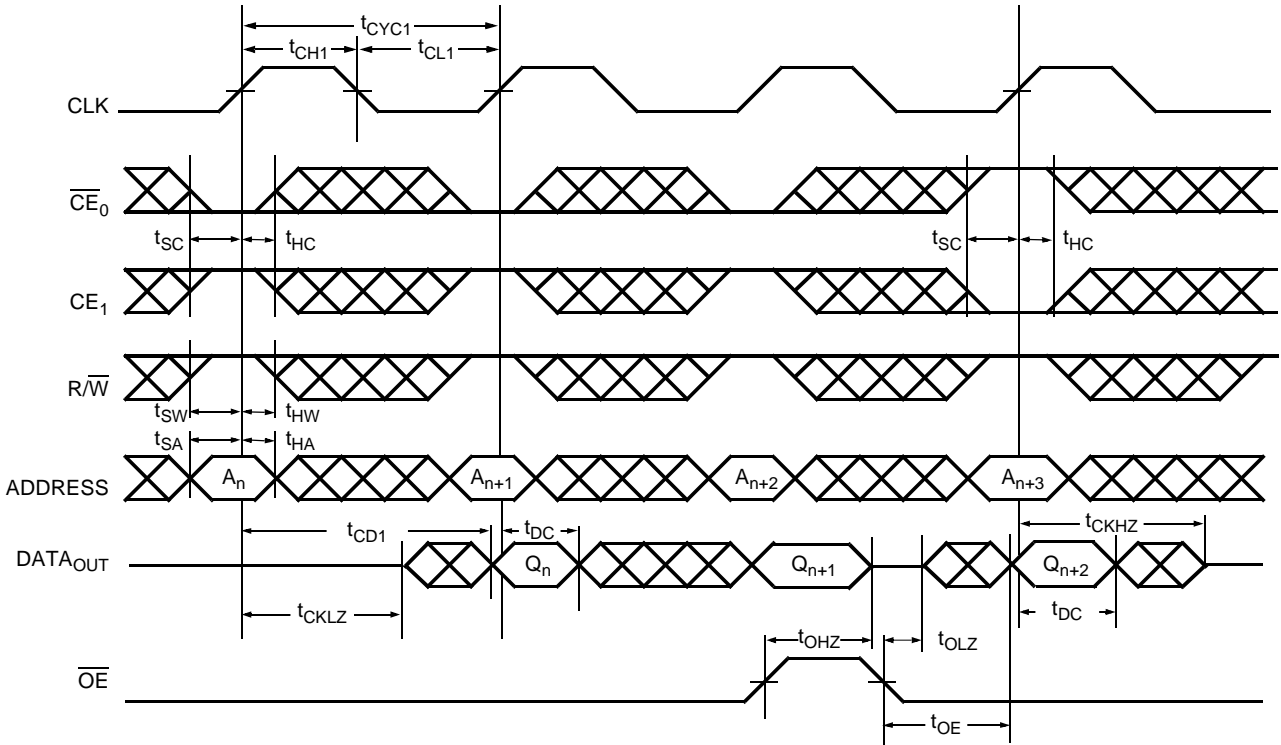 tCYC1
tCH1 tCL1
CLK
CE0
tSC tHC tSC tHC
CE1
R/W
tSW tHW
tSA tHA
ADDRESS An An+1 An+2 An+3
tCD1 tDC tCKHZ
DATAOUT Qn Qn+1 Qn+2
tCKLZ tDC
tOHZ tOLZ
OE
tOE